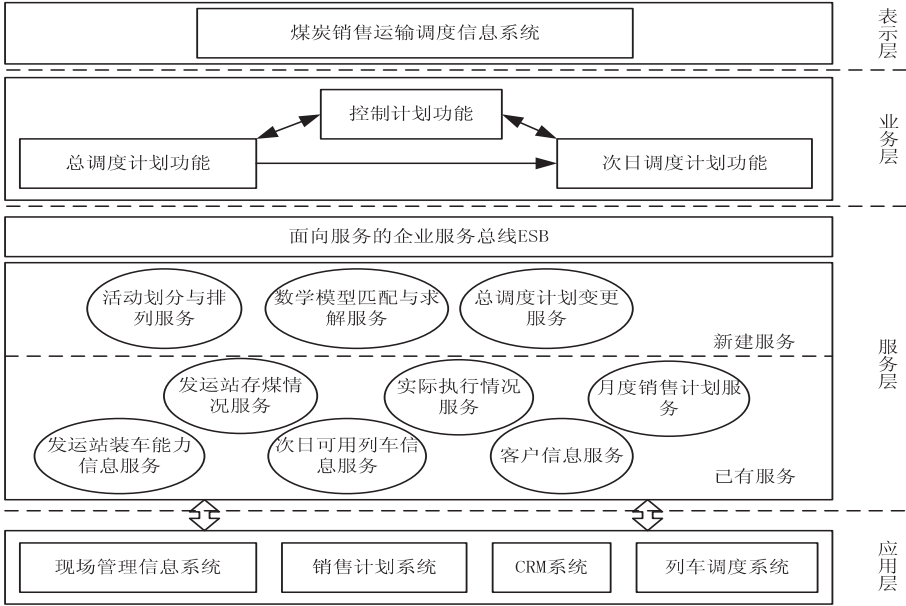 煤炭销售运输调度信息系统
表示层
控制计划功能
总调度计划功能
次日调度计划功能
业务层
面向服务的企业服务总线ESB
活动划分与排
列服务
数学模型匹配与求
解服务
总调度计划变更
服务
新建服务
服务层
发运站存煤情
况服务
实际执行情况
服务
月度销售计划服
务
发运站装车能力
信息服务
次日可用列车信
息服务
客户信息服务
已有服务
现场管理信息系统
销售计划系统
CRM系统
列车调度系统
应用层